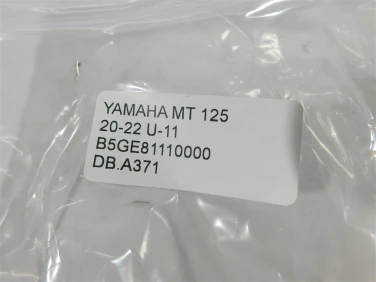 YAMAHA MT 125
20-22 U-11
B5GE81110000
DB.A371